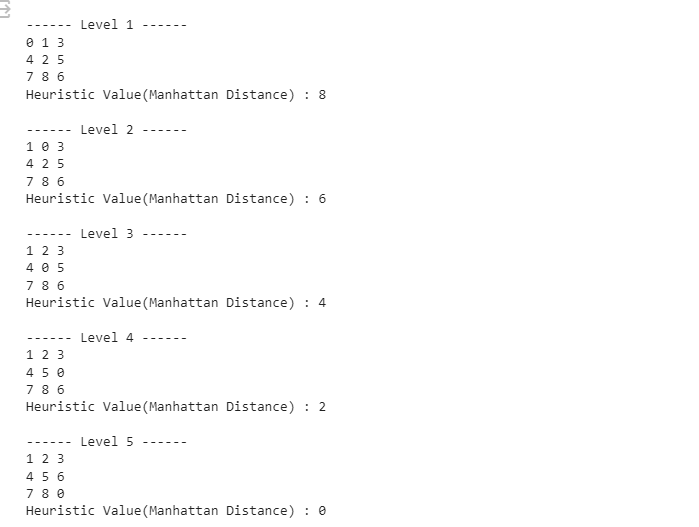 ------ Level 1 ------
0 1 3
4 2 5
7 8 6
Heuristic Value(Manhattan Distance) : 8
------ Level 2 ------
1 0 3
4 2 5
7 8 6
Heuristic Value(Manhattan Distance) : 6
------ Level 3 ------
1 2 3
4 0 5
7 8 6
Heuristic Value(Manhattan Distance) : 4
------ Level 4 ------
1 2 3
4 5 0
7 8 6
Heuristic Value(Manhattan Distance) : 2
------ Level 5 ------
1 2 3
4 5 6
7 8 0
Heuristic Value(Manhattan Distance) : 0